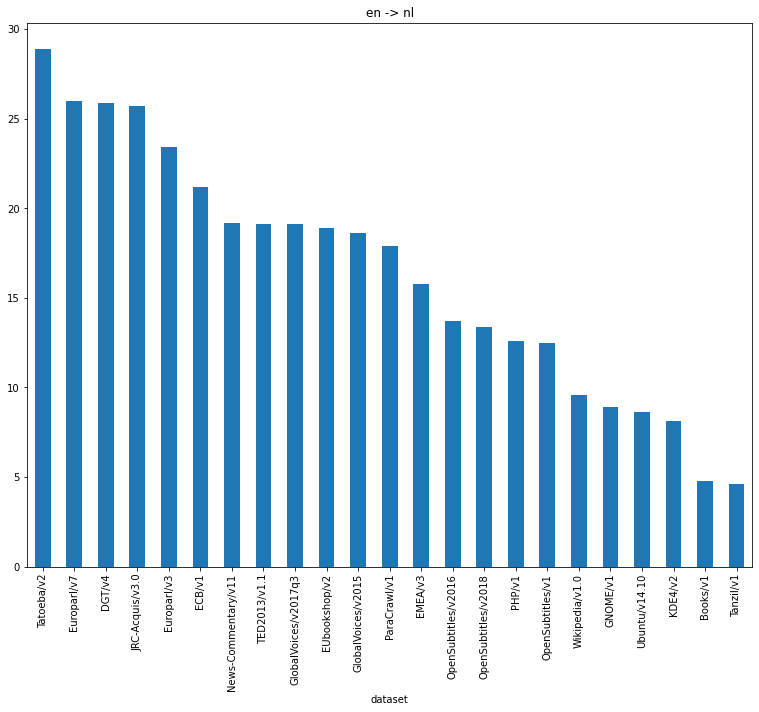 en -> nl
30
25
20
15
10
5
0
Tatoeba/v2
Europarl/v7
DGT/v4
JRC-Acquis/v3.0
Europarl/v3
ECB/v1
News-Commentary/v11
TED2013/v1.1
GlobalVoices/v2017q3
EUbookshop/v2
GlobalVoices/v2015
ParaCrawl/v1
EMEA/v3
OpenSubtitles/v2016
OpenSubtitles/v2018
PHP/v1
OpenSubtitles/v1
Wikipedia/v1.0
GNOME/v1
Ubuntu/v14.10
KDE4/v2
Books/v1
Tanzil/v1
dataset